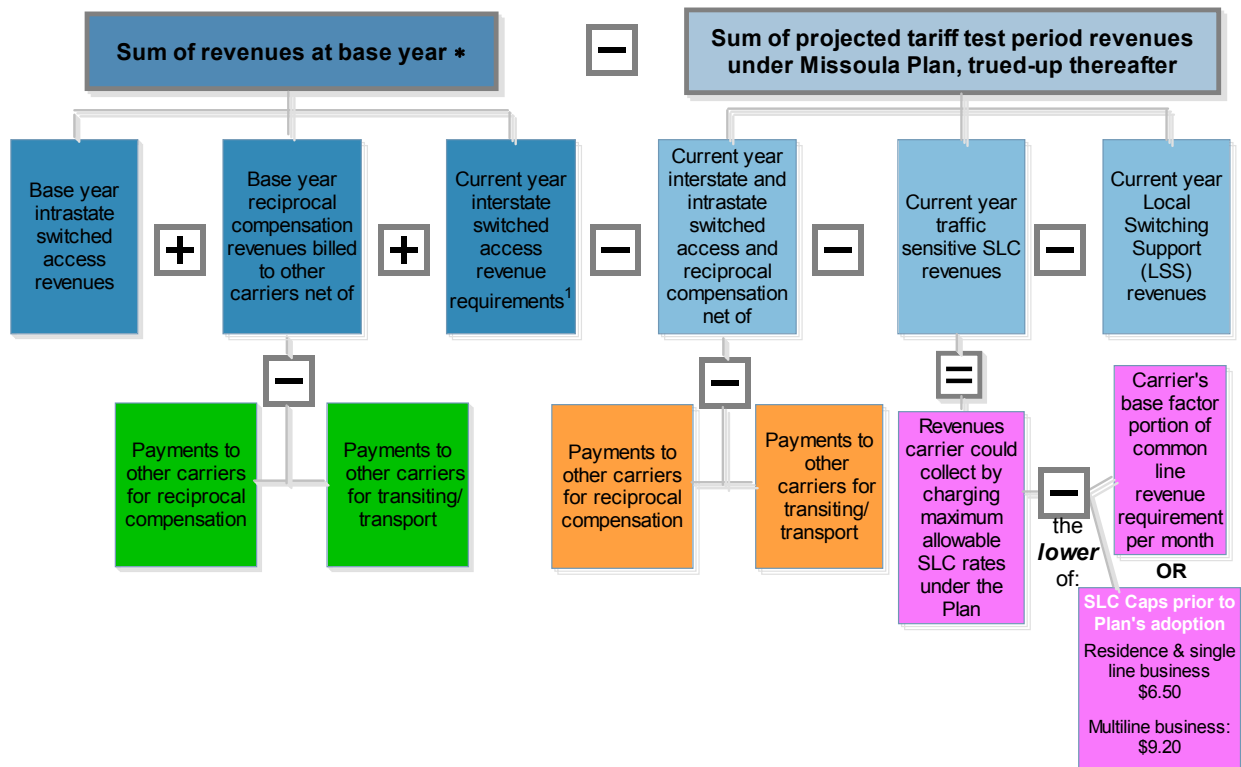 Sum of revenues at base year *
−
Sum of projected tariff test period revenues
under Missoula Plan, trued-up thereafter
Base year
intrastate
switched
access
revenues
+
Base year
reciprocal
compensation
revenues billed
to other
carriers net of
+
Current year
interstate
switched
access
revenue
requirements1
−
Current year
interstate and
intrastate
switched
access and
reciprocal
compensation
net of
−
Current year
traffic
sensitive SLC
revenues
−
Current year
Local
Switching
Support
(LSS)
revenues
−
Payments to
other carriers
for reciprocal
compensation
Payments to
other carriers
for transiting/
transport
−
Payments to
other carriers
for reciprocal
compensation
Payments to
other
carriers for
transiting/
transport
=
Revenues
carrier could
collect by
charging
maximum
allowable
SLC rates
under the
Plan
−
the
lower
of:
Carrier's
base factor
portion of
common
line
revenue
requirement
per month
OR
SLC Caps prior to
Plan's adoption
Residence & single
line business
$6.50
Multiline business:
$9.20